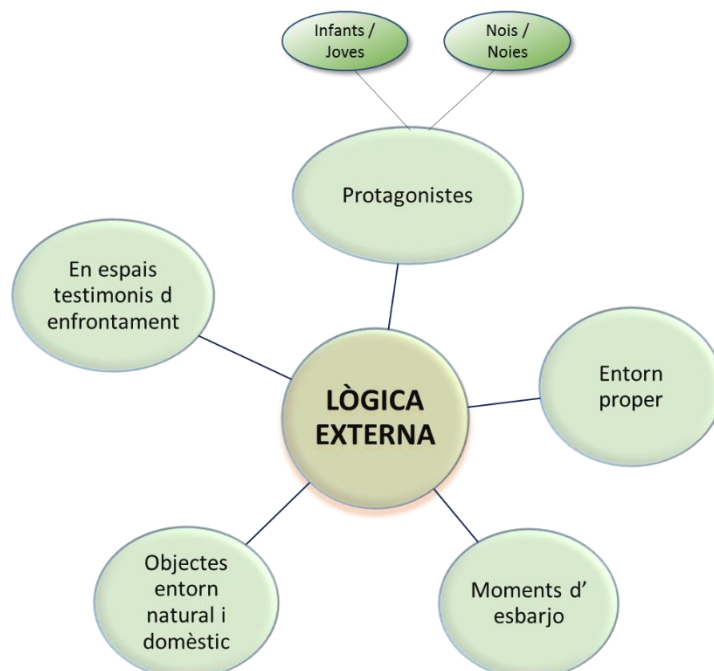 Infants /
Joves
Nois /
Noies
Protagonistes
En espais
testimonis d
enfrontament
Entorn
proper
LÒGICA
EXTERNA
Objectes
entorn
natural i
domèstic
Moments d’
esbarjo